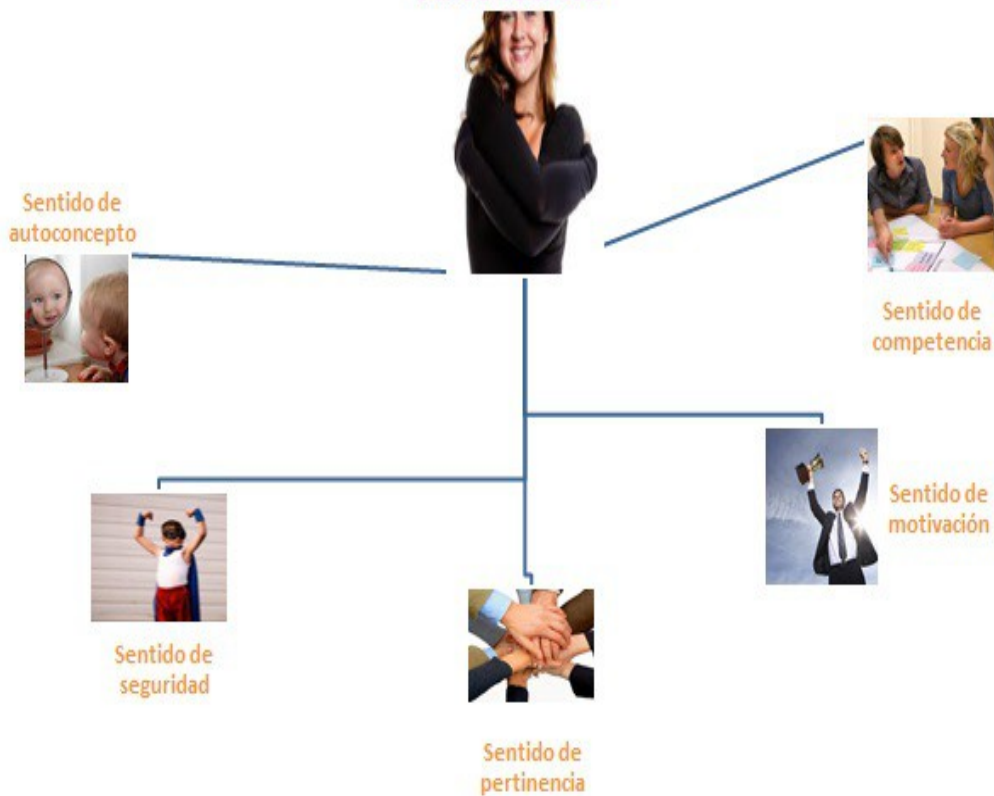 Sentido de
autoconcepto
Sentido de
competencia
Sentido de
motivación
Sentido de
seguridad
Sentido de
pertinencia